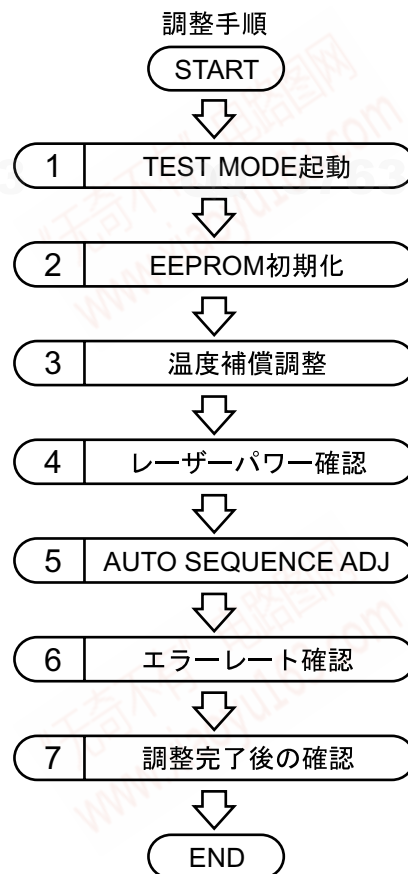 調整手順
START
1 TEST MODE起動
2 EEPROM初期化
3 温度補償調整
4 レーザーパワー確認
5 AUTO SEQUENCE ADJ
6 エラーレート確認
7 調整完了後の確認
END